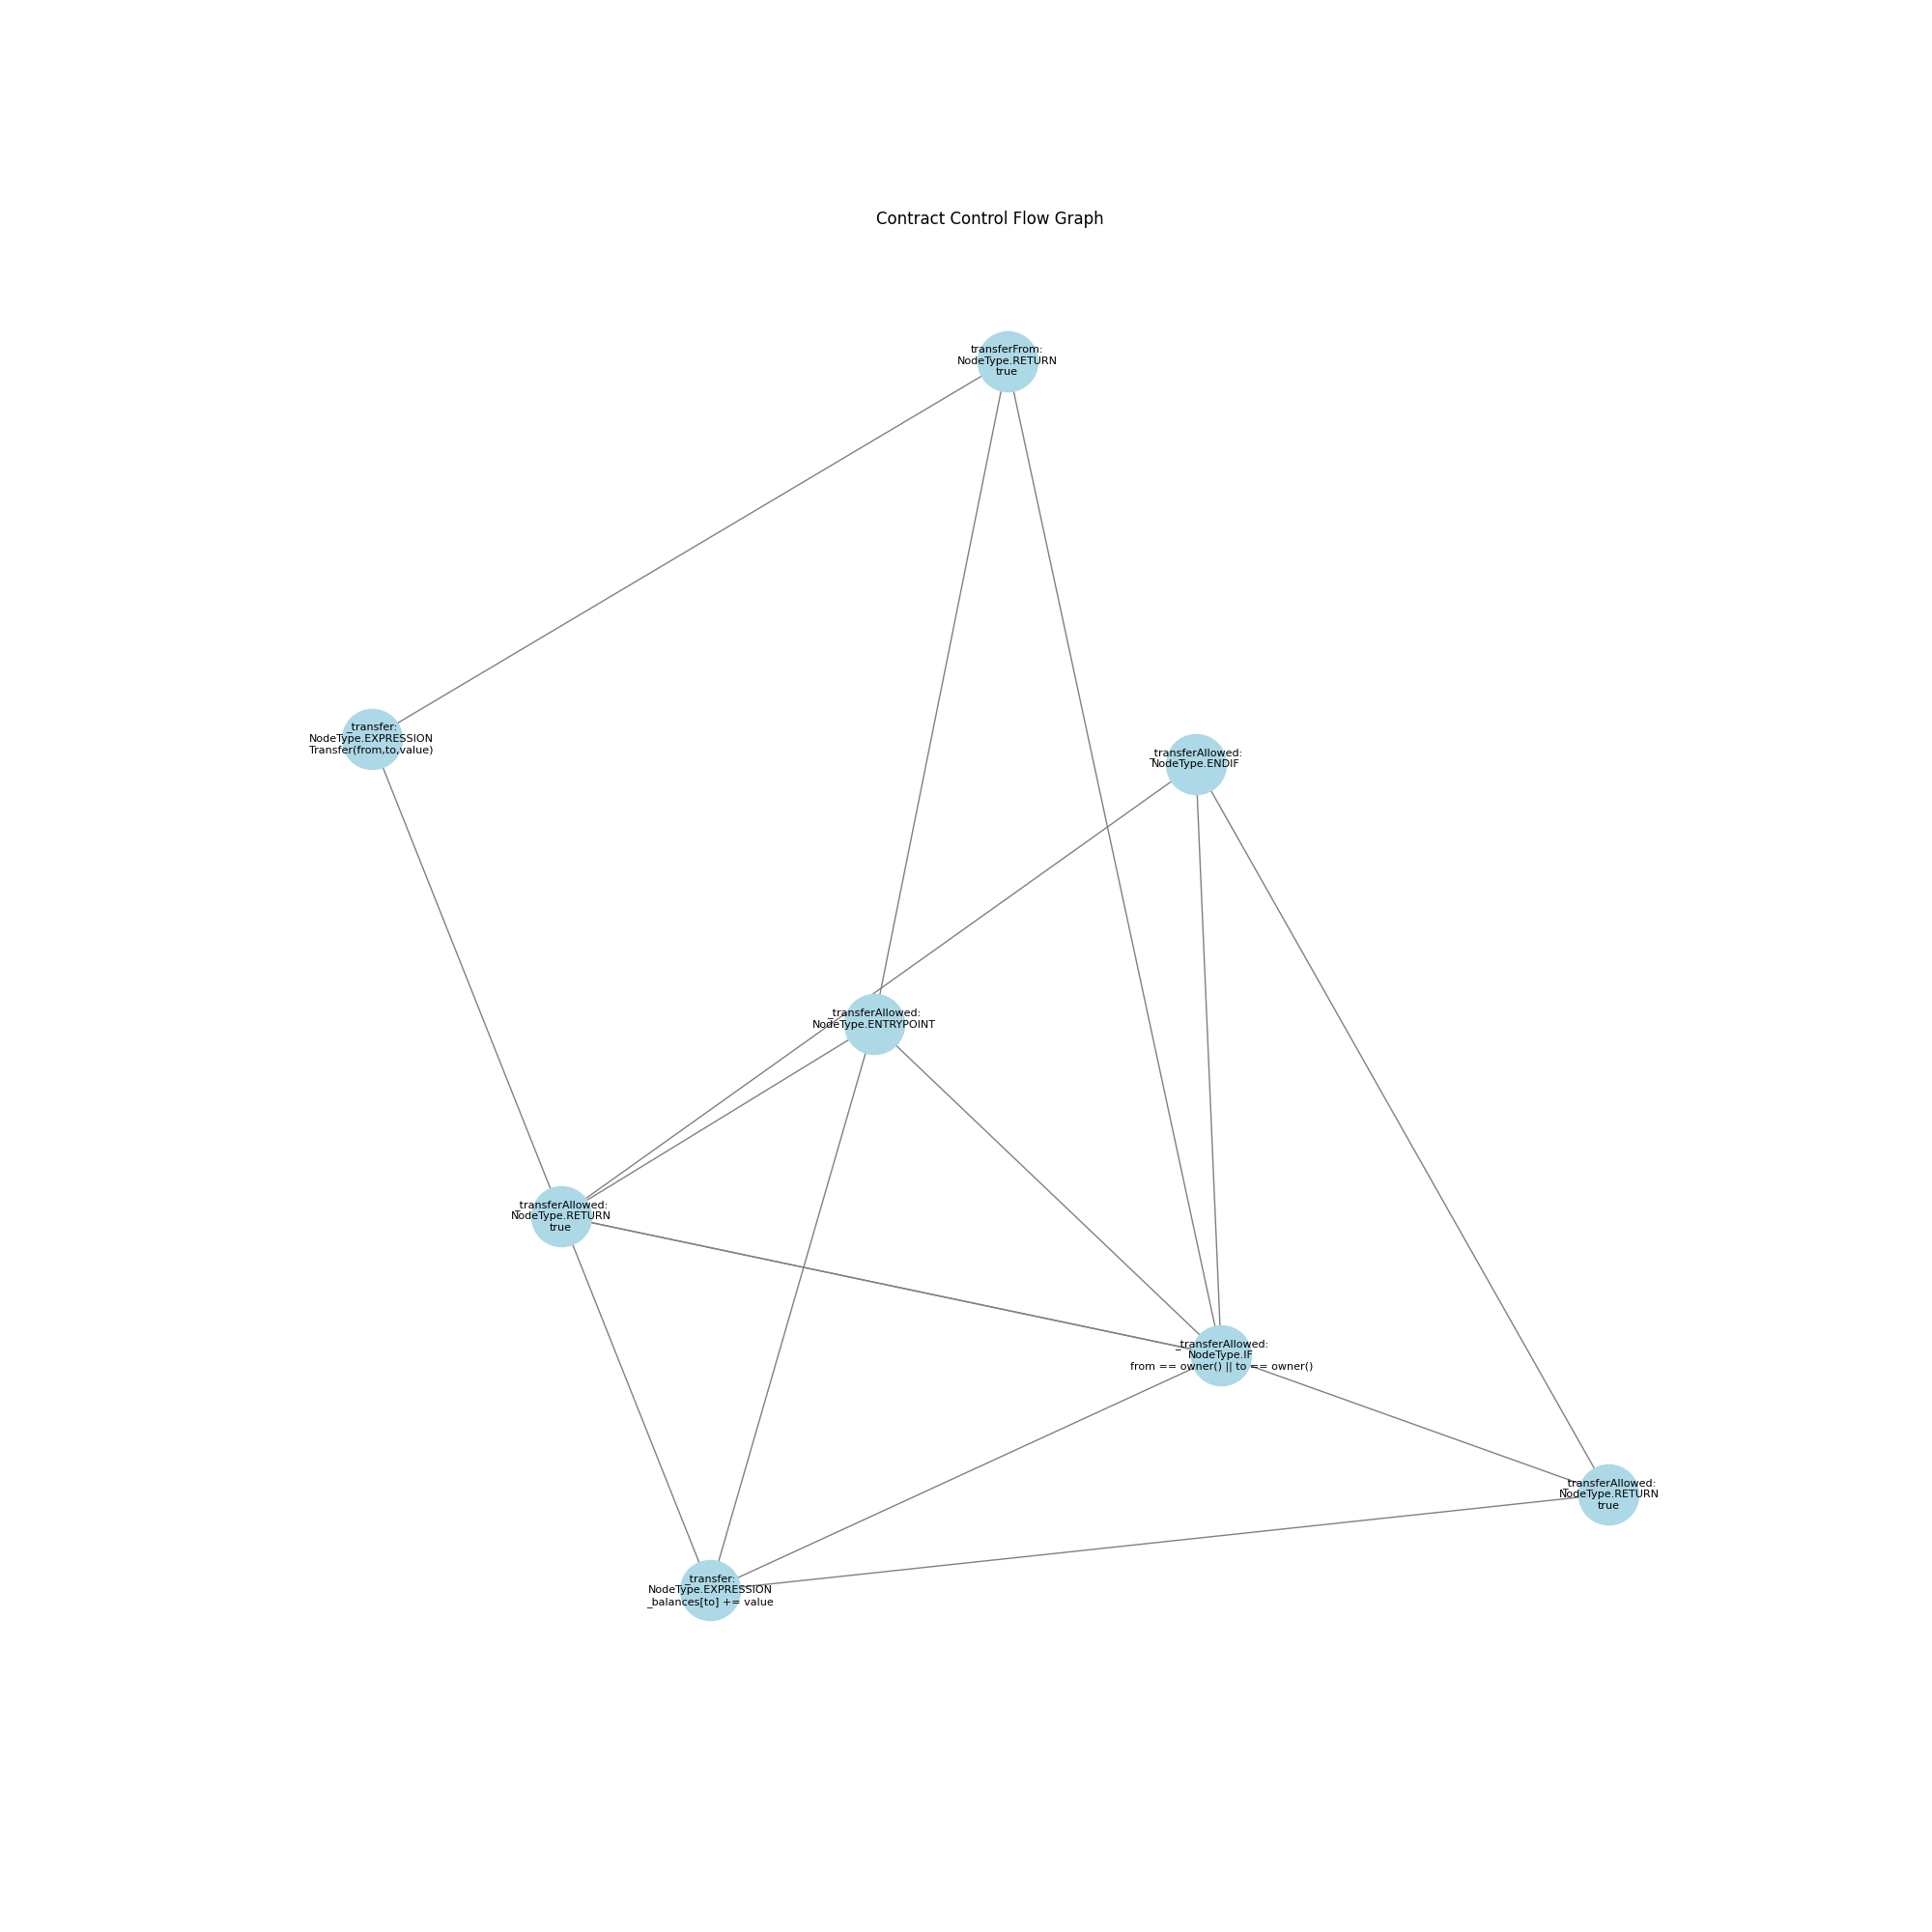 Contract Control Flow Graph
transferFrom:
NodeType.RETURN
true
_transfer:
NodeType.EXPRESSION
Transfer(from,to,value)
_transferAllowed:
NodeType.ENDIF
_transferAllowed:
NodeType.ENTRYPOINT
_transferAllowed:
NodeType.RETURN
true
_transferAllowed:
NodeType.IF
from == owner() || to == owner()
_transferAllowed:
NodeType.RETURN
true
_transfer:
NodeType.EXPRESSION
_balances[to] += value